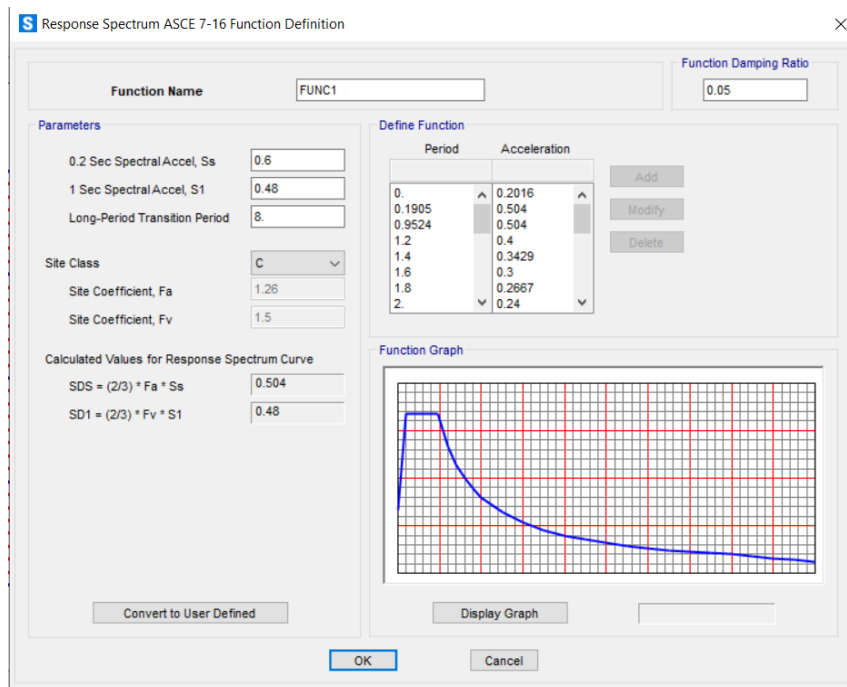 S Response Spectrum ASCE 7-16 Function Definition
Function Damping Ratio
Function Name FUNC1 0.05
Parameters
0.2 Sec Spectral Accel, Ss 0.6
1 Sec Spectral Accel, S1 0.48
Long-Period Transition Period 8.
Site Class C
Site Coefficient, Fa 1.26
Site Coefficient, Fv 1.5
Calculated Values for Response Spectrum Curve
SDS = (2/3) * Fa * Ss 0.504
SD1 = (2/3) * Fv * S1 0.48
Convert to User Defined
Define Function
Period Acceleration
0. 0.2016
0.1905 0.504
0.9524 0.504
1.2 0.4
1.4 0.3429
1.6 0.3
1.8 0.2667
2. 0.24
Add
Modify
Delete
Function Graph
Display Graph
OK Cancel